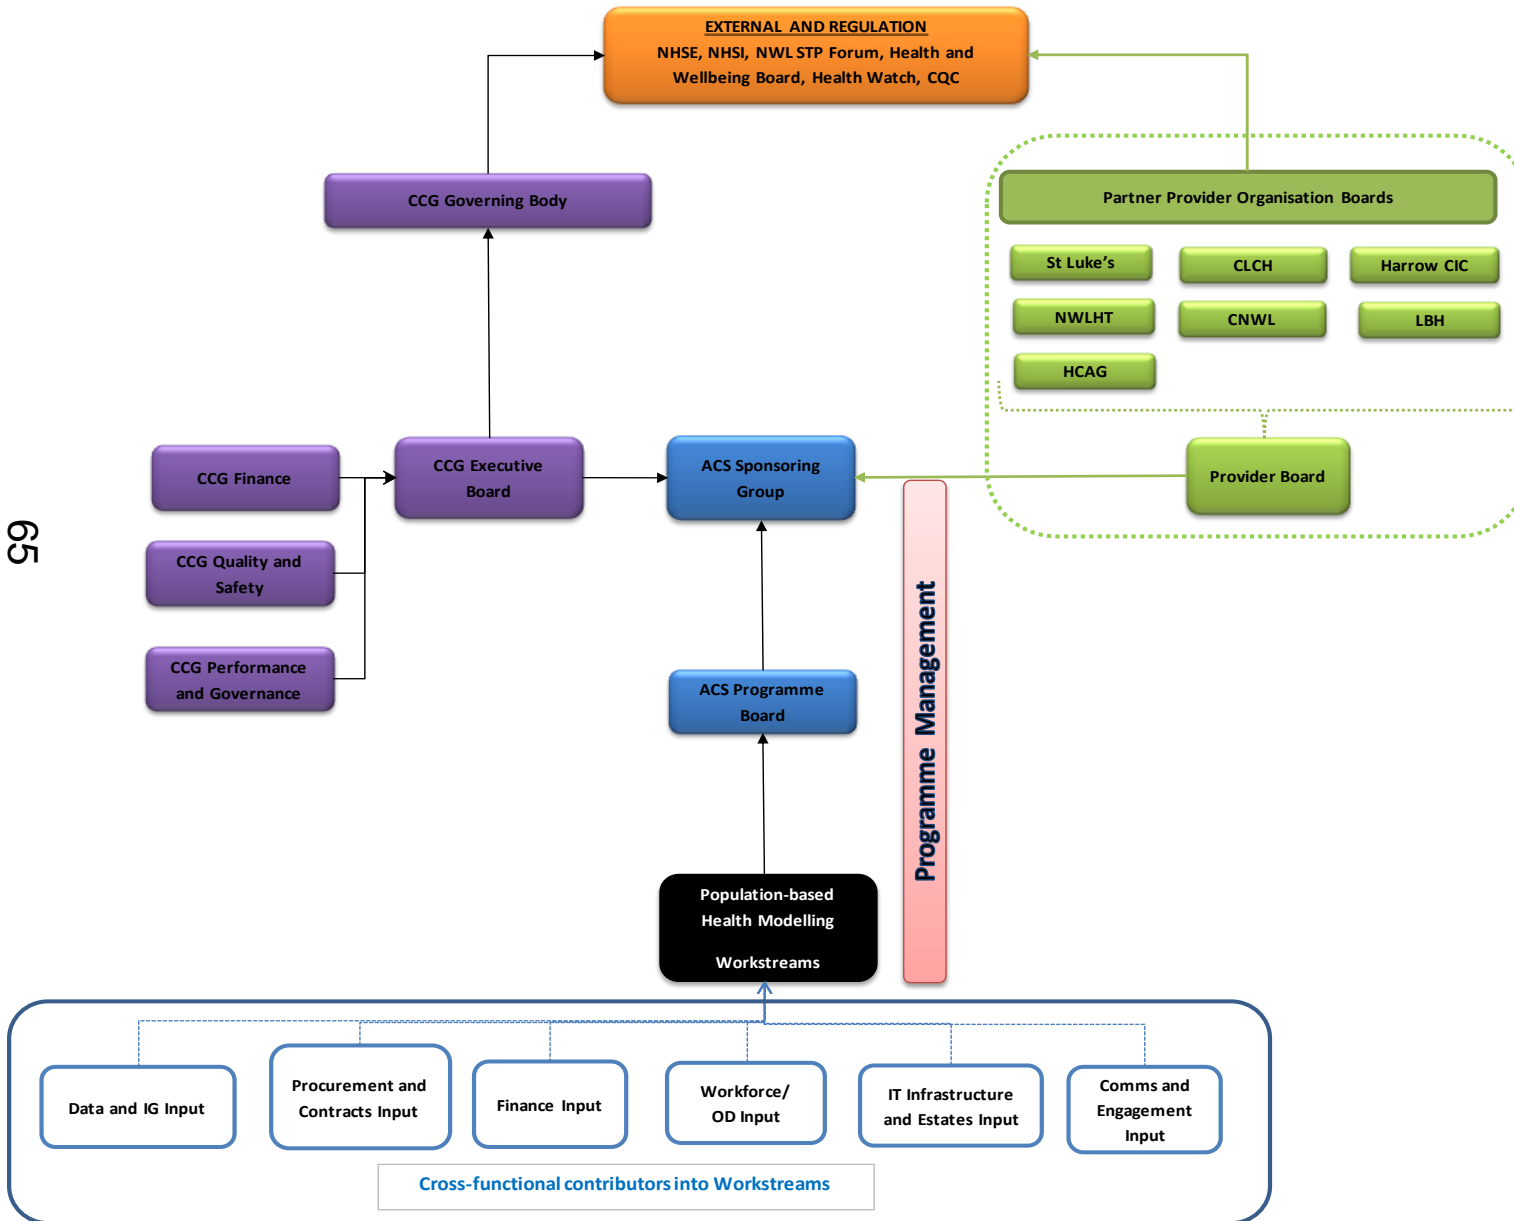 EXTERNAL AND REGULATION
NHSE, NHSI, NWL STP Forum, Health and
Wellbeing Board, Health Watch, CQC
CCG Governing Body
Partner Provider Organisation Boards
St Luke's
CLCH
Harrow CIC
NWLHT
CNWL
LBH
HCAG
CCG Finance
CCG Executive
Board
ACS Sponsoring
Group
Provider Board
65
CCG Quality and
Safety
CCG Performance
and Governance
ACS Programme
Board
Programme Management
Population-based
Health Modelling
Workstreams
Data and IG Input
Procurement and
Contracts Input
Finance Input
Workforce/
OD Input
IT Infrastructure
and Estates Input
Comms and
Engagement
Input
Cross-functional contributors into Workstreams